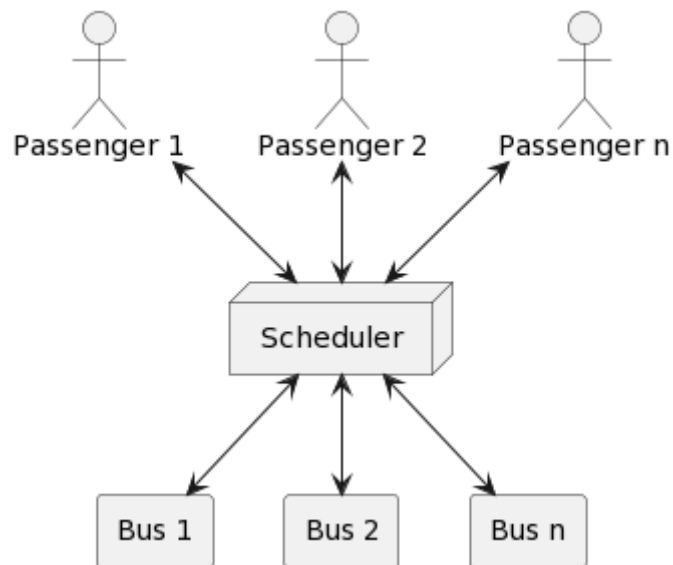 Passenger 1
Passenger 2
Passenger n
Scheduler
Bus 1
Bus 2
Bus n